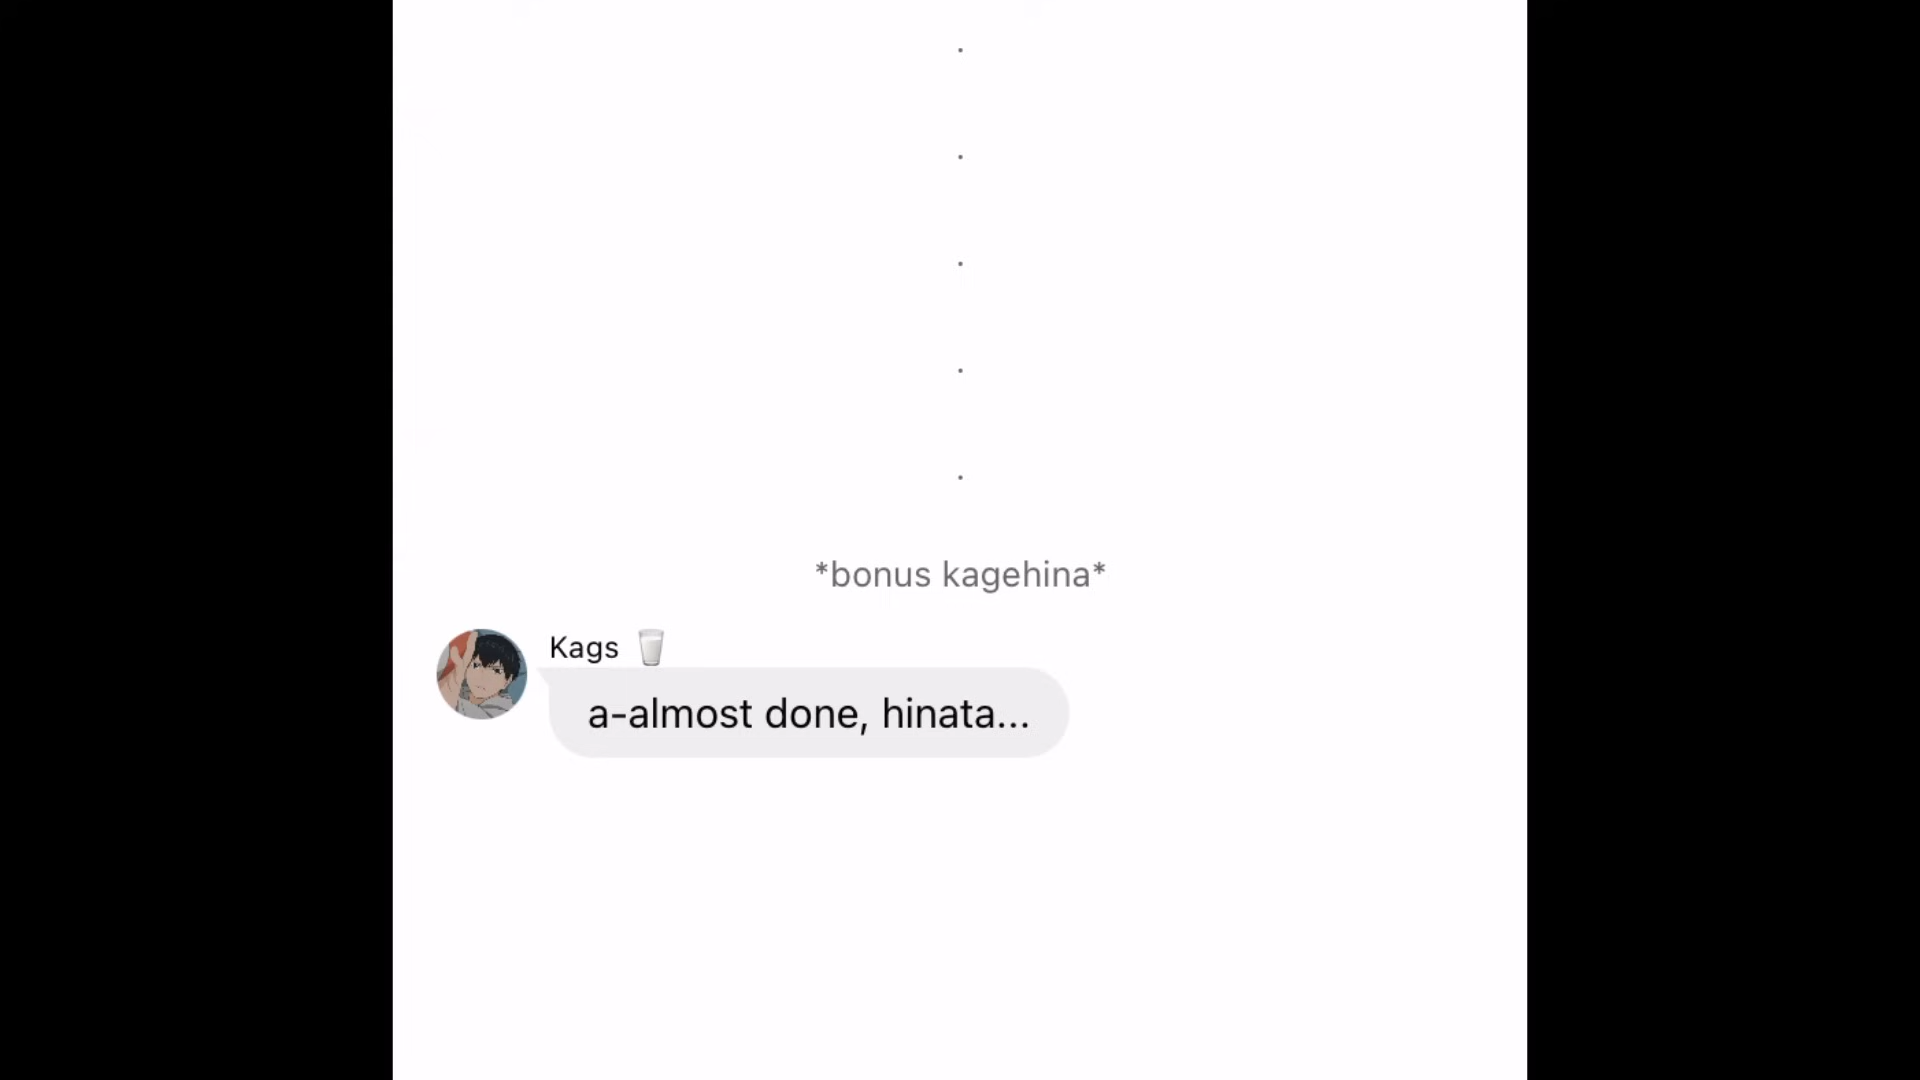 .
.
.
.
.
*bonus kagehina*
Kags 🥛
a-almost done, hinata...